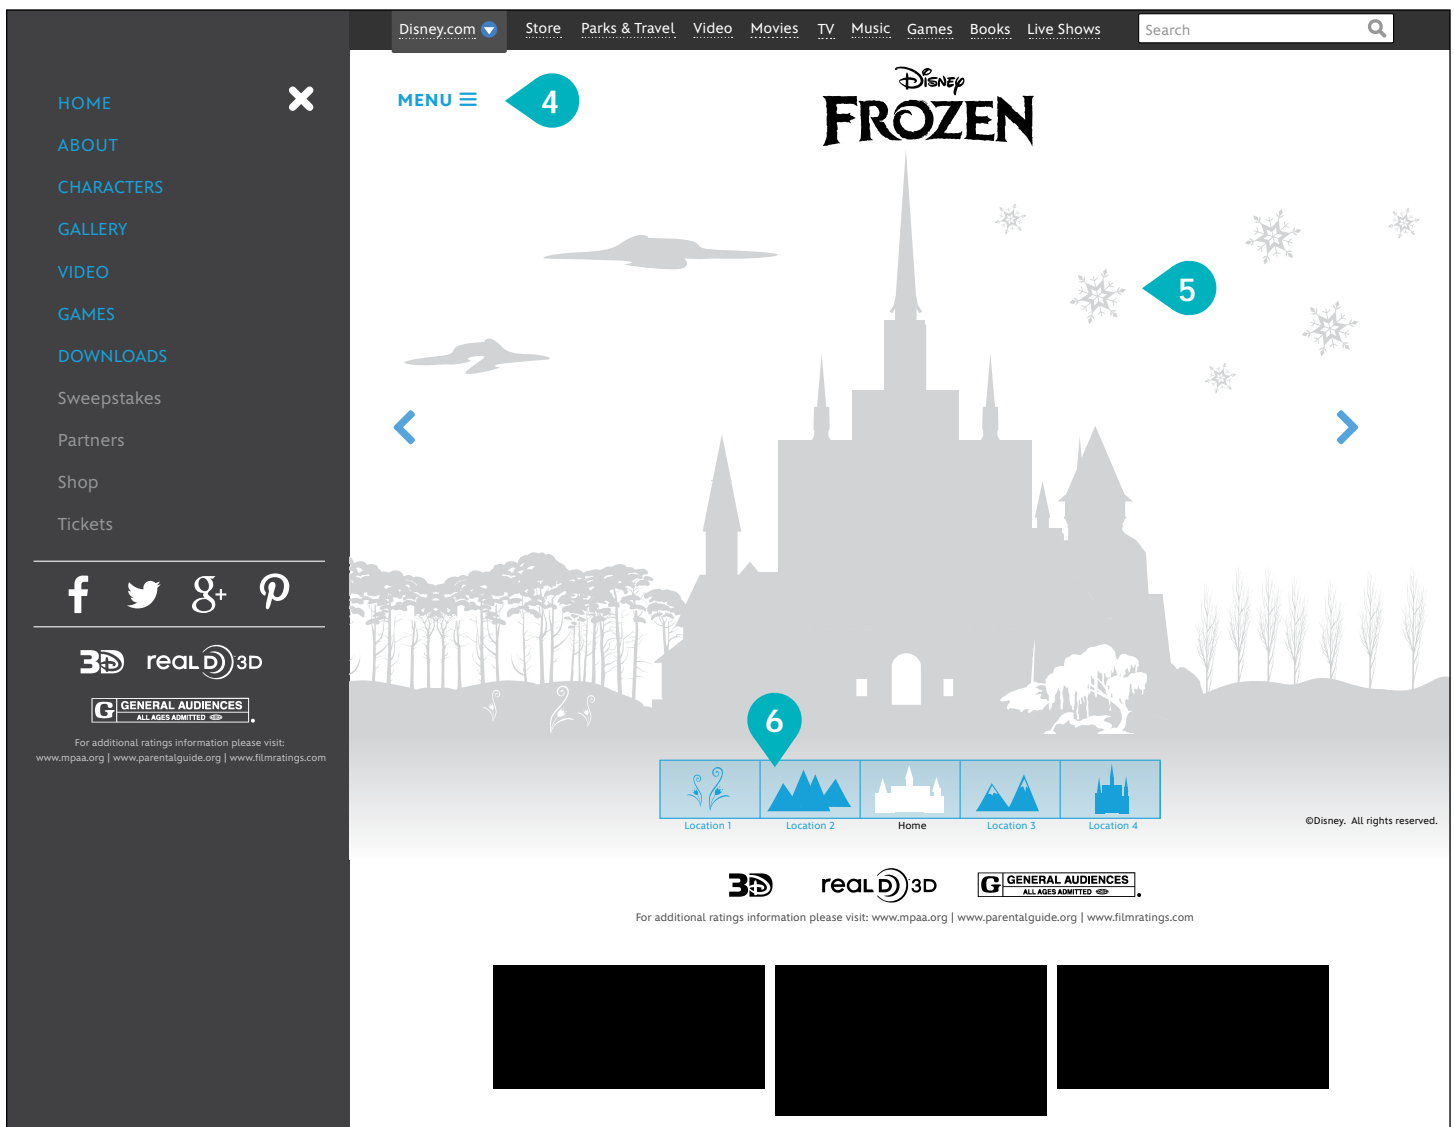 Disney.com Store Parks & Travel Video Movies TV Music Games Books Live Shows Search
HOME
ABOUT
CHARACTERS
GALLERY
VIDEO
GAMES
DOWNLOADS
Sweepstakes
Partners
Shop
Tickets
3D
REAL D 3D
G GENERAL AUDIENCES
ALL AGES ADMITTED
For additional ratings information please visit:
www.mpaa.org | www.parentalguide.org | www.filmratings.com
MENU
4
Disney
FROZEN
5
6
Location 1 Location 2 Home Location 3 Location 4
©Disney. All rights reserved.
3D REAL D 3D G GENERAL AUDIENCES
ALL AGES ADMITTED
For additional ratings information please visit: www.mpaa.org | www.parentalguide.org | www.filmratings.com